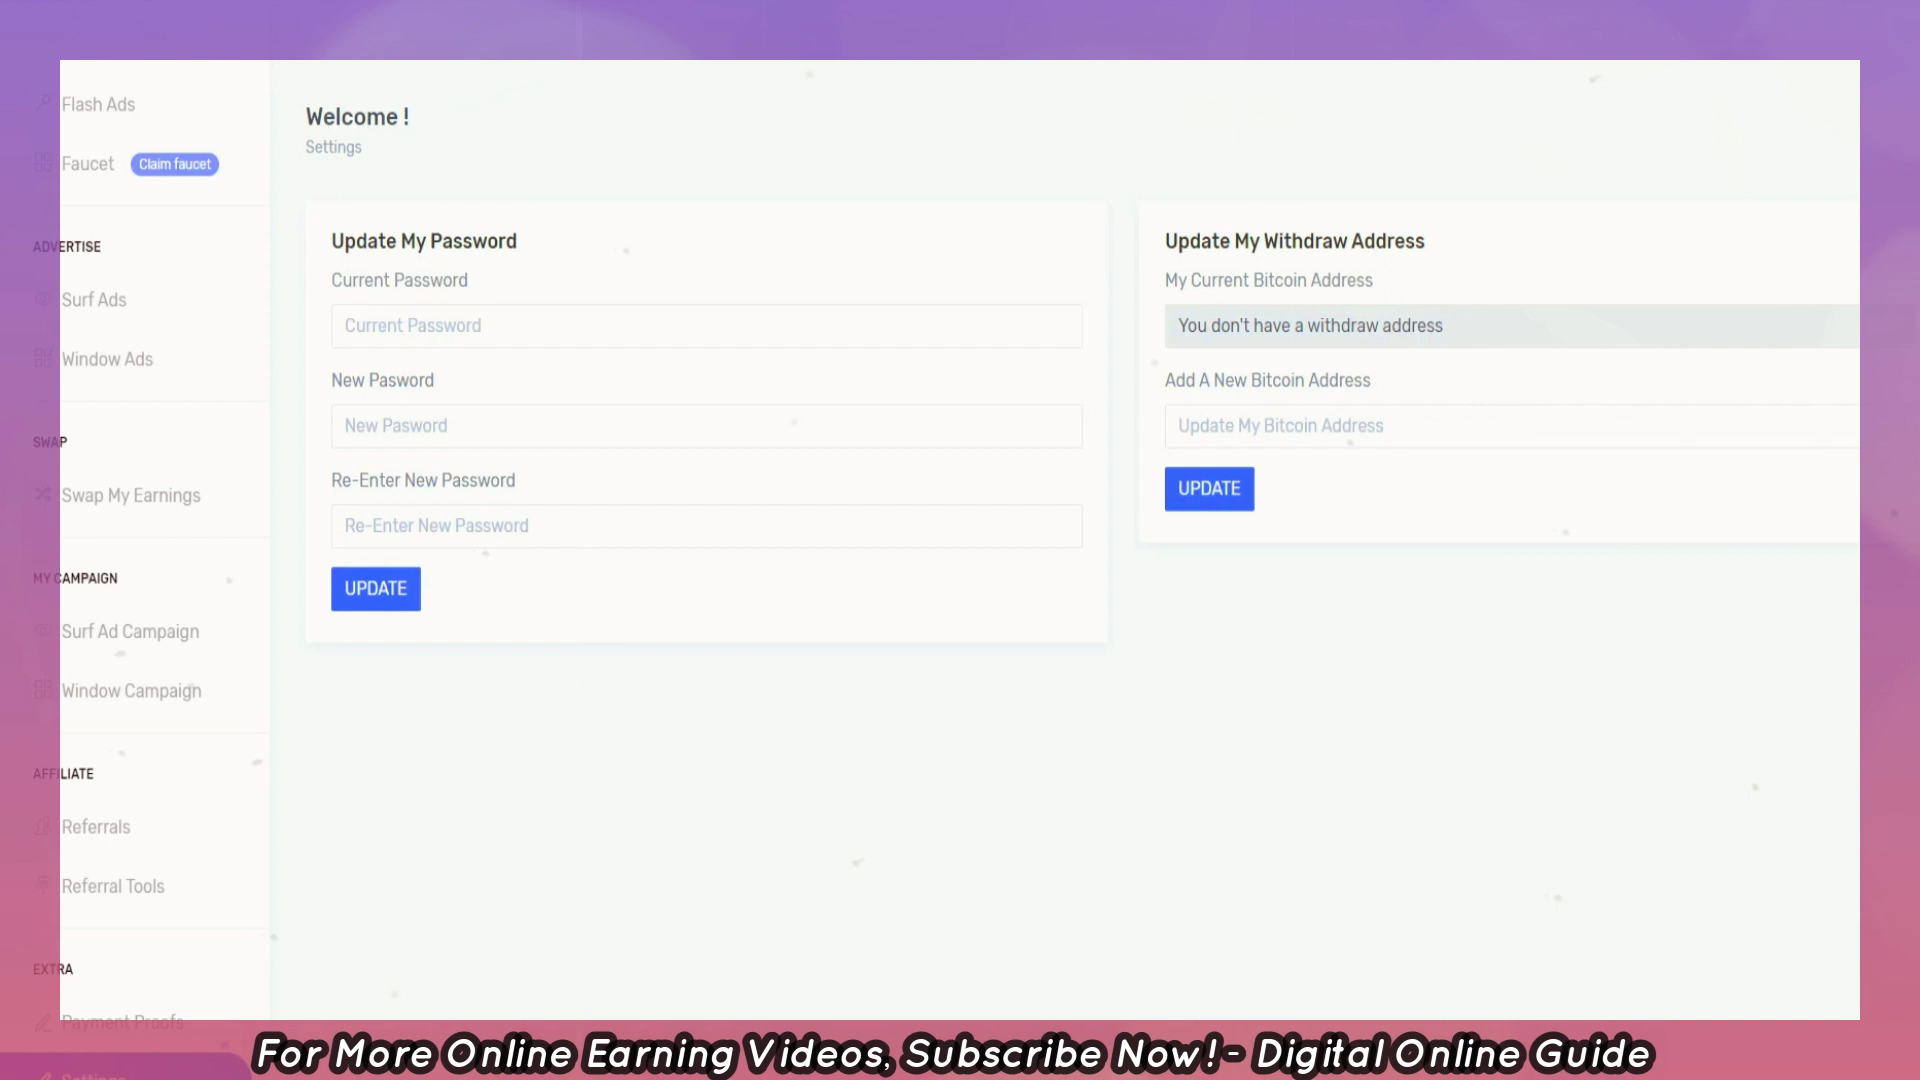 Flash Ads
Faucet Claim faucet
ADVERTISE
Surf Ads
Window Ads
SWAP
Swap My Earnings
MY CAMPAIGN
Surf Ad Campaign
Window Campaign
AFFILIATE
Referrals
Referral Tools
EXTRA
Payment Proofs
Settings
Welcome !
Settings
Update My Password
Current Password
Current Password
New Pasword
New Pasword
Re-Enter New Password
Re-Enter New Password
UPDATE
Update My Withdraw Address
My Current Bitcoin Address
You don't have a withdraw address
Add A New Bitcoin Address
Update My Bitcoin Address
UPDATE
For More Online Earning Videos, Subscribe Now! - Digital Online Guide